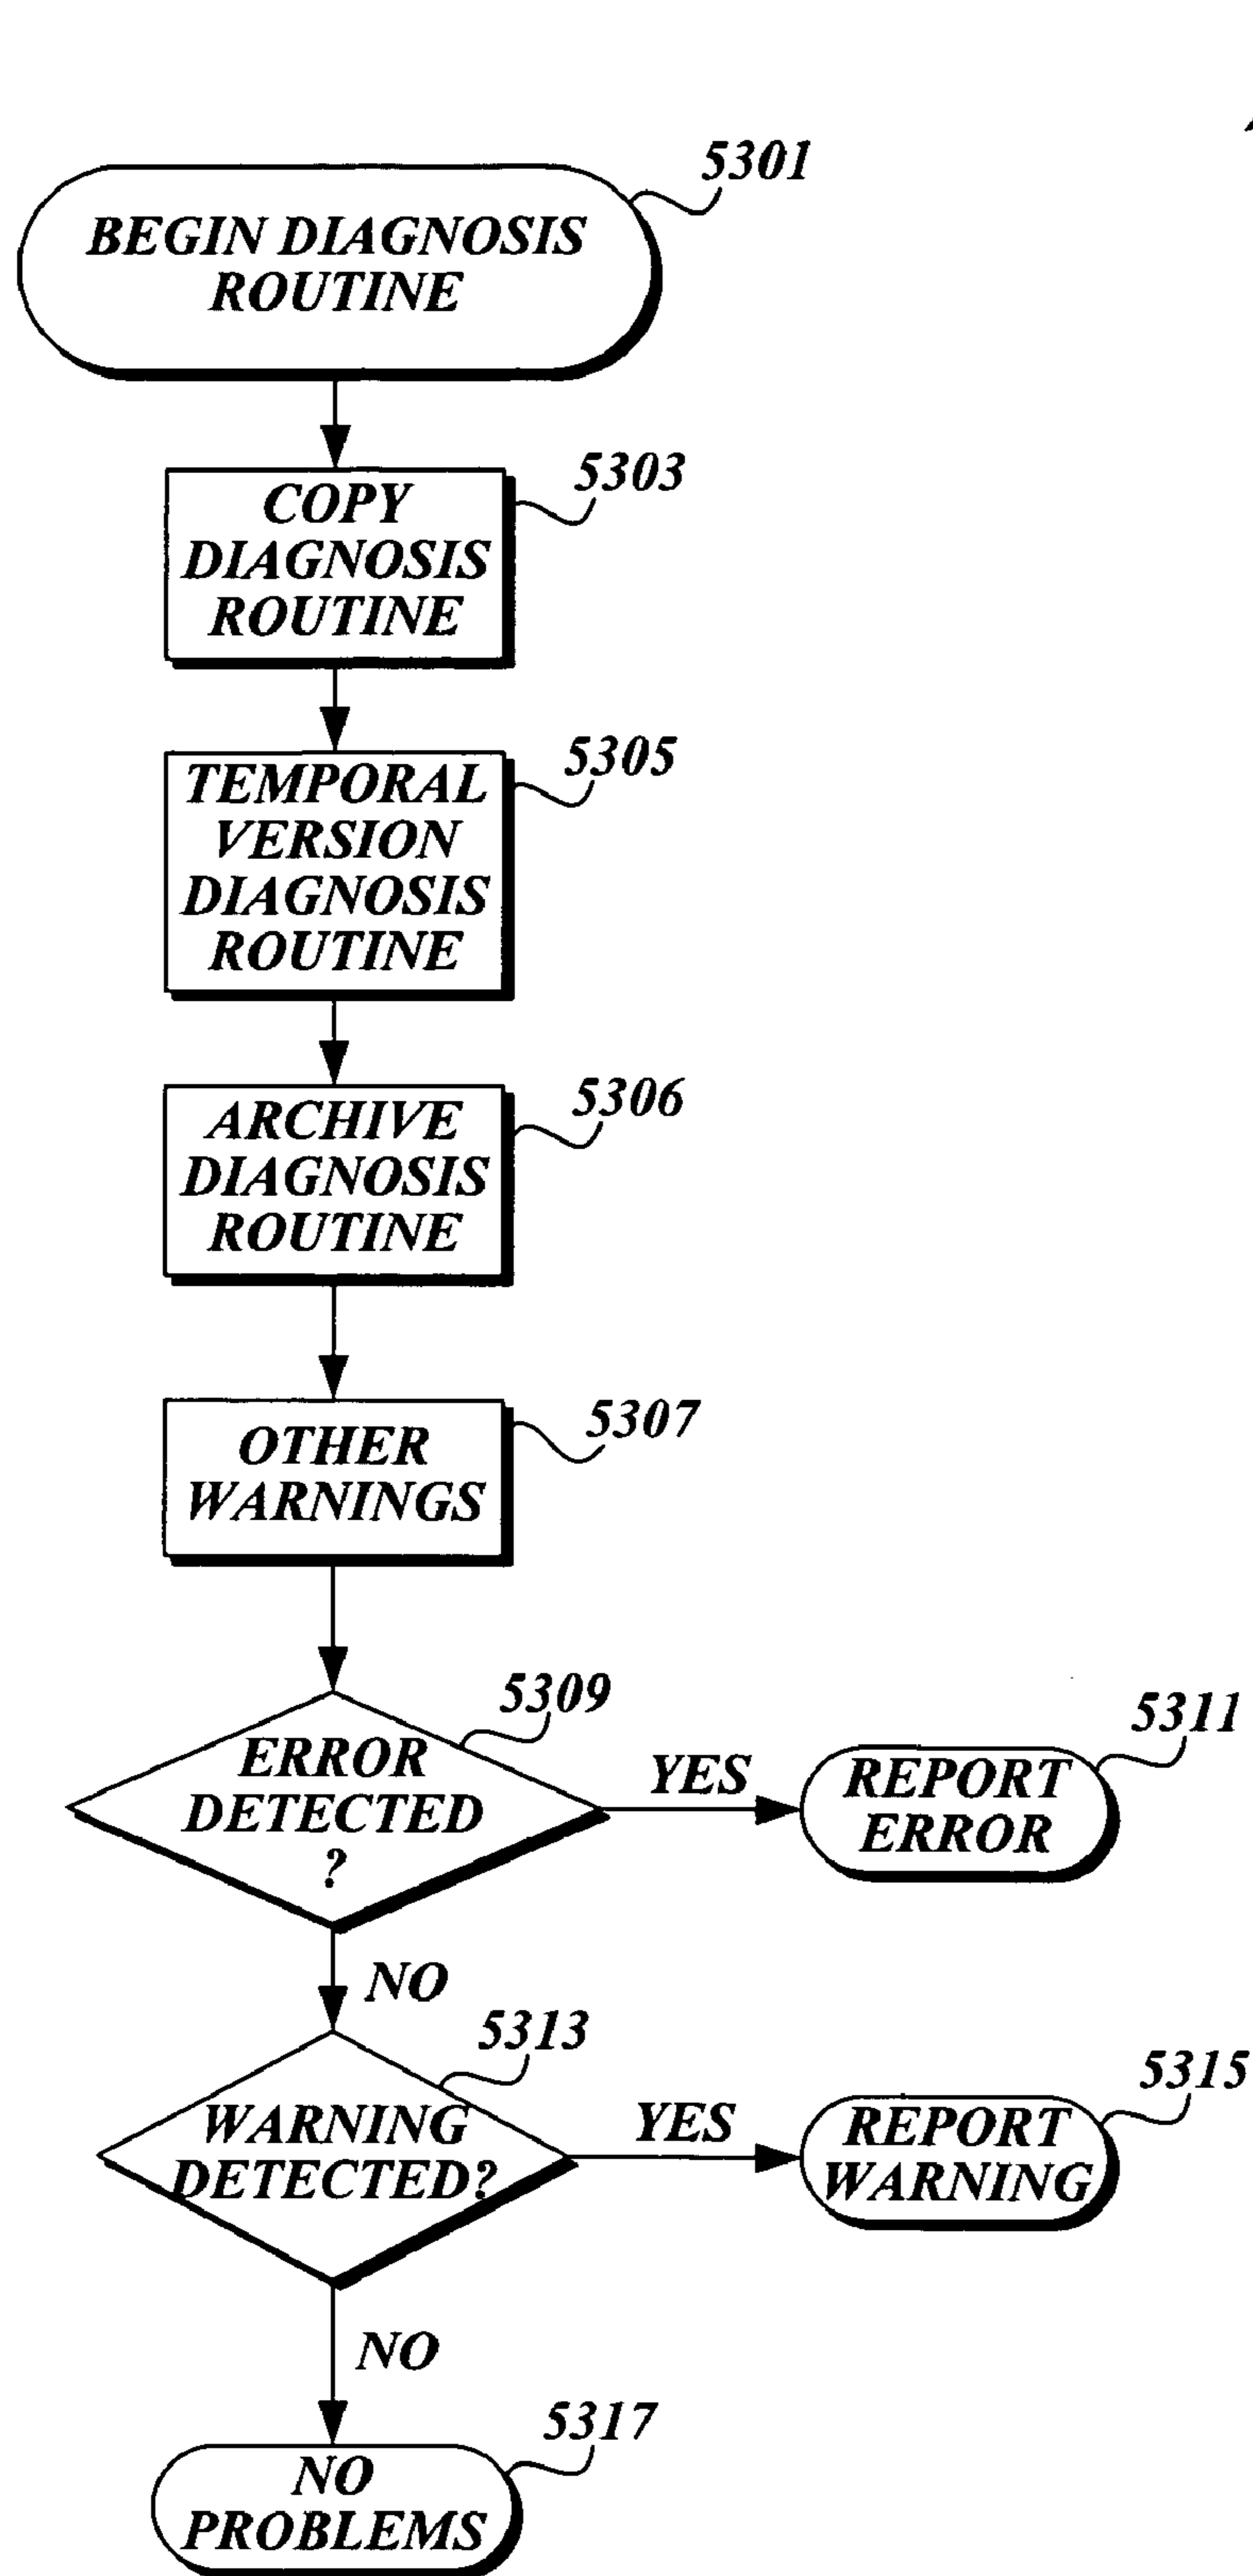 5301
BEGIN DIAGNOSIS
ROUTINE
5303
COPY
DIAGNOSIS
ROUTINE
5305
TEMPORAL
VERSION
DIAGNOSIS
ROUTINE
5306
ARCHIVE
DIAGNOSIS
ROUTINE
5307
OTHER
WARNINGS
5309
ERROR
DETECTED
?
YES
5311
REPORT
ERROR
NO
5313
WARNING
DETECTED?
YES
5315
REPORT
WARNING
NO
5317
NO
PROBLEMS